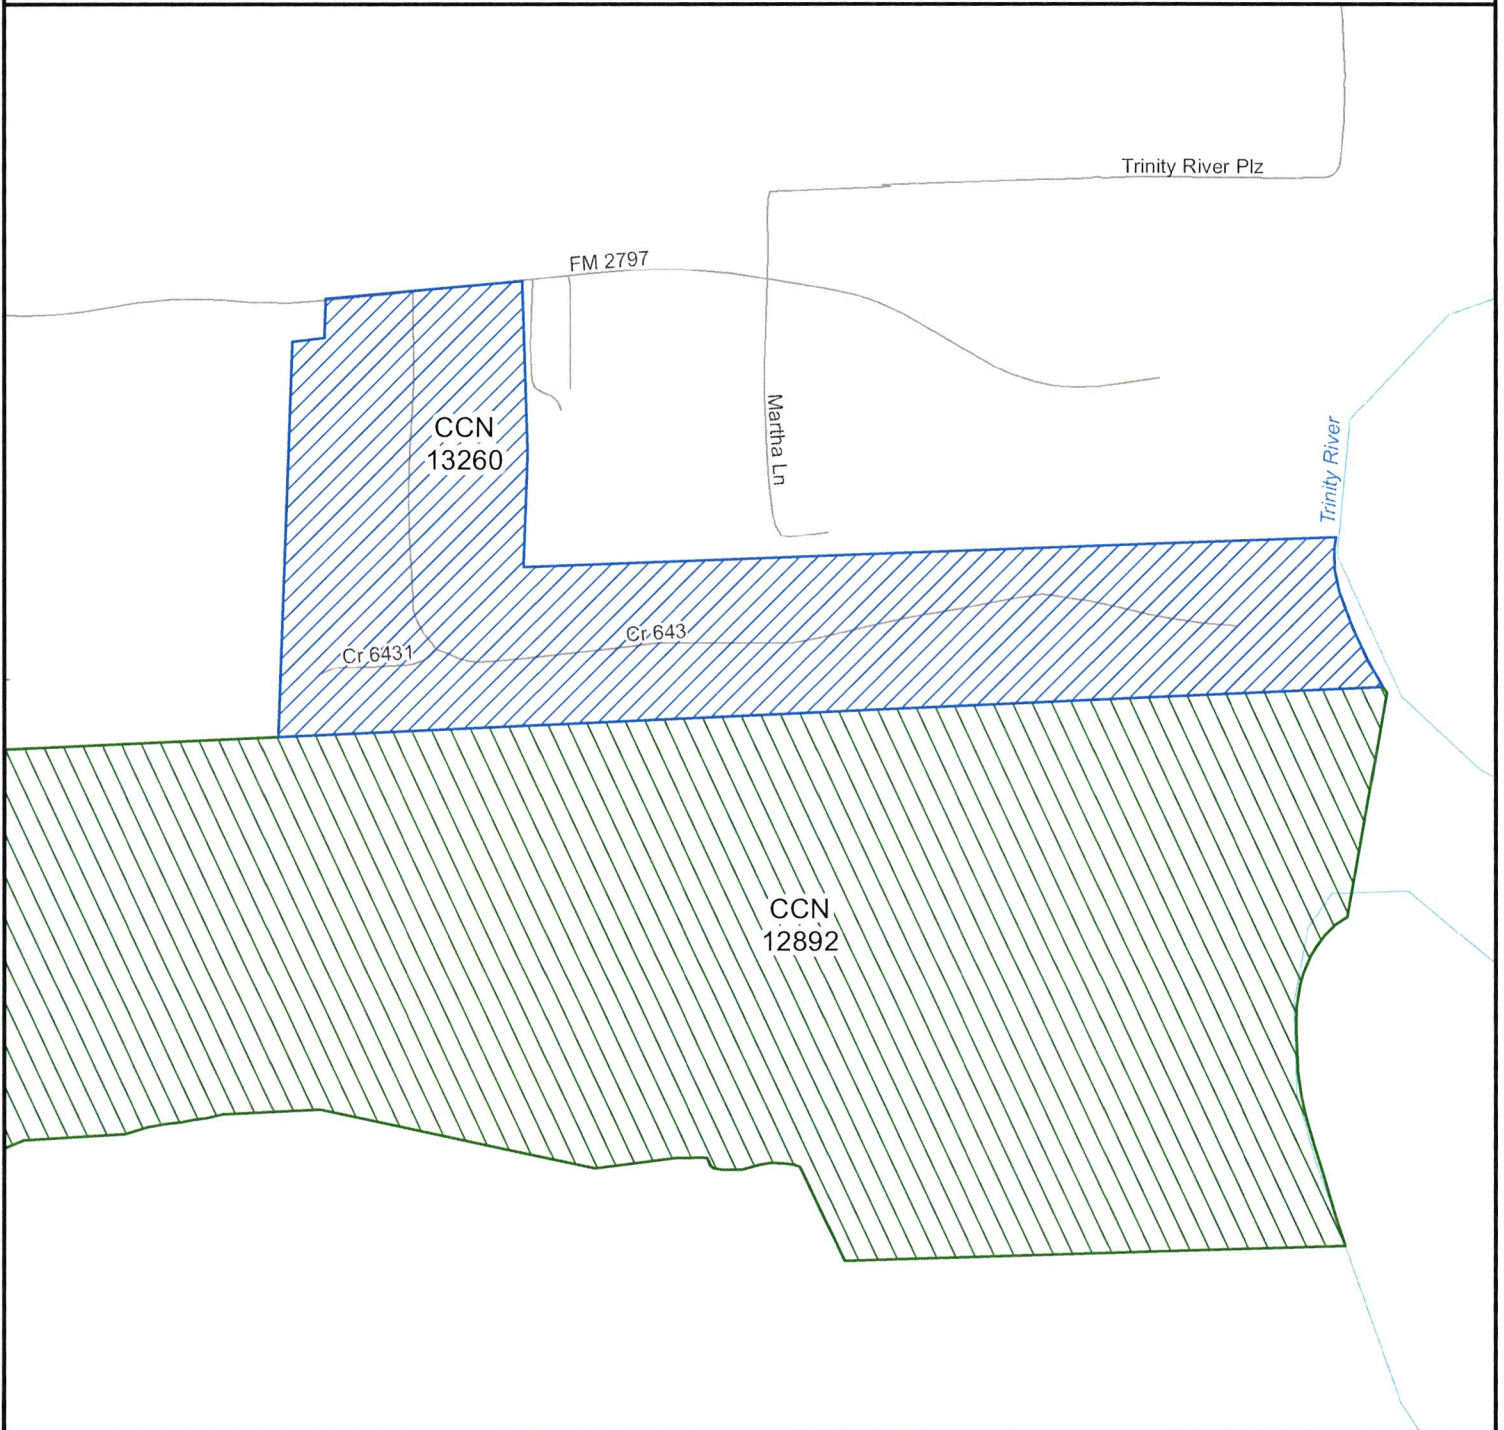 Trinity River Plz
FM 2797
CCN
13260
Martha Ln
Trinity River
Cr 643
Cr 6431
CCN
12892